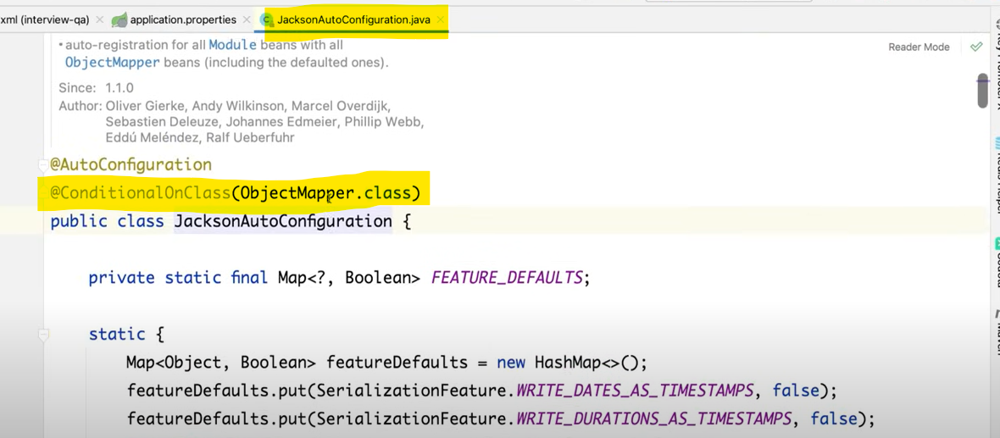 xml (interview-qa) × application.properties × JacksonAutoConfiguration.java ×
• auto-registration for all Module beans with all
ObjectMapper beans (including the defaulted ones).
Reader Mode
Since: 1.1.0
Author: Oliver Gierke, Andy Wilkinson, Marcel Overdijk,
Sebastien Deleuze, Johannes Edmeier, Phillip Webb,
Eddú Meléndez, Ralf Ueberfuhr
@AutoConfiguration
@ConditionalOnClass(ObjectMapper.class)
public class JacksonAutoConfiguration {
private static final Map<?, Boolean> FEATURE_DEFAULTS;
static {
Map<Object, Boolean> featureDefaults = new HashMap<>();
featureDefaults.put(SerializationFeature.WRITE_DATES_AS_TIMESTAMPS, false);
featureDefaults.put(SerializationFeature.WRITE_DURATIONS_AS_TIMESTAMPS, false);